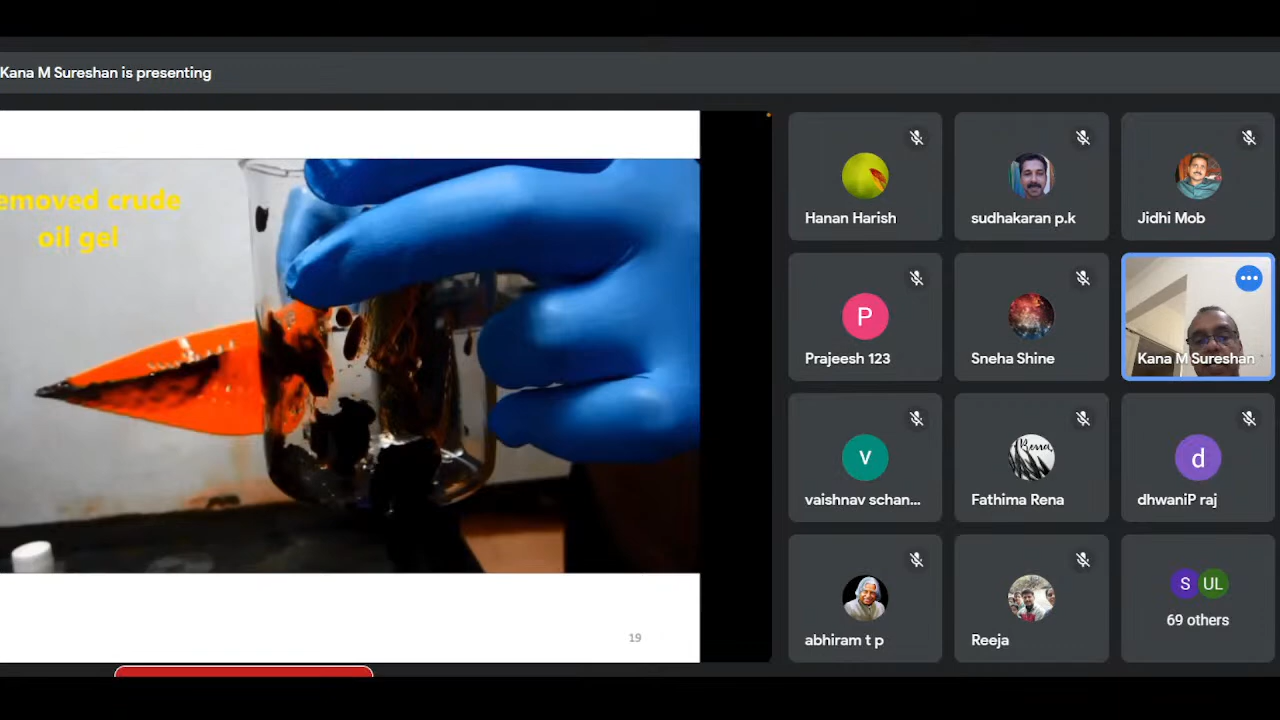 Kana M Sureshan is presenting
emoved crude
oil gel
19
Hanan Harish
sudhakaran p.k
Jidhi Mob
P
Prajeesh 123
Sneha Shine
Kana M Sureshan
v
vaishnav schan...
Rena
Fathima Rena
d
dhwaniP raj
abhiram t p
Reeja
S
UL
69 others